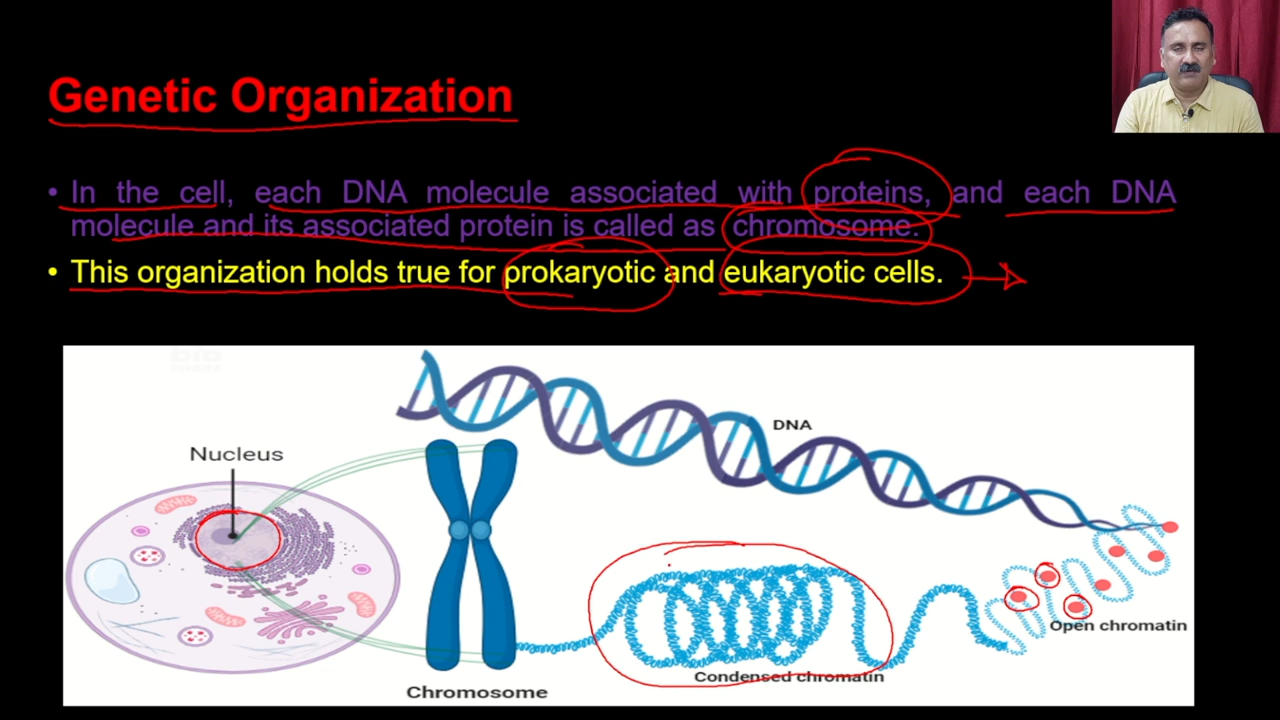 Genetic Organization
• In the cell, each DNA molecule associated with proteins, and each DNA
molecule and its associated protein is called as chromosome.
• This organization holds true for prokaryotic and eukaryotic cells.
DNA
Nucleus
Open chromatin
Condensed chromatin
Chromosome